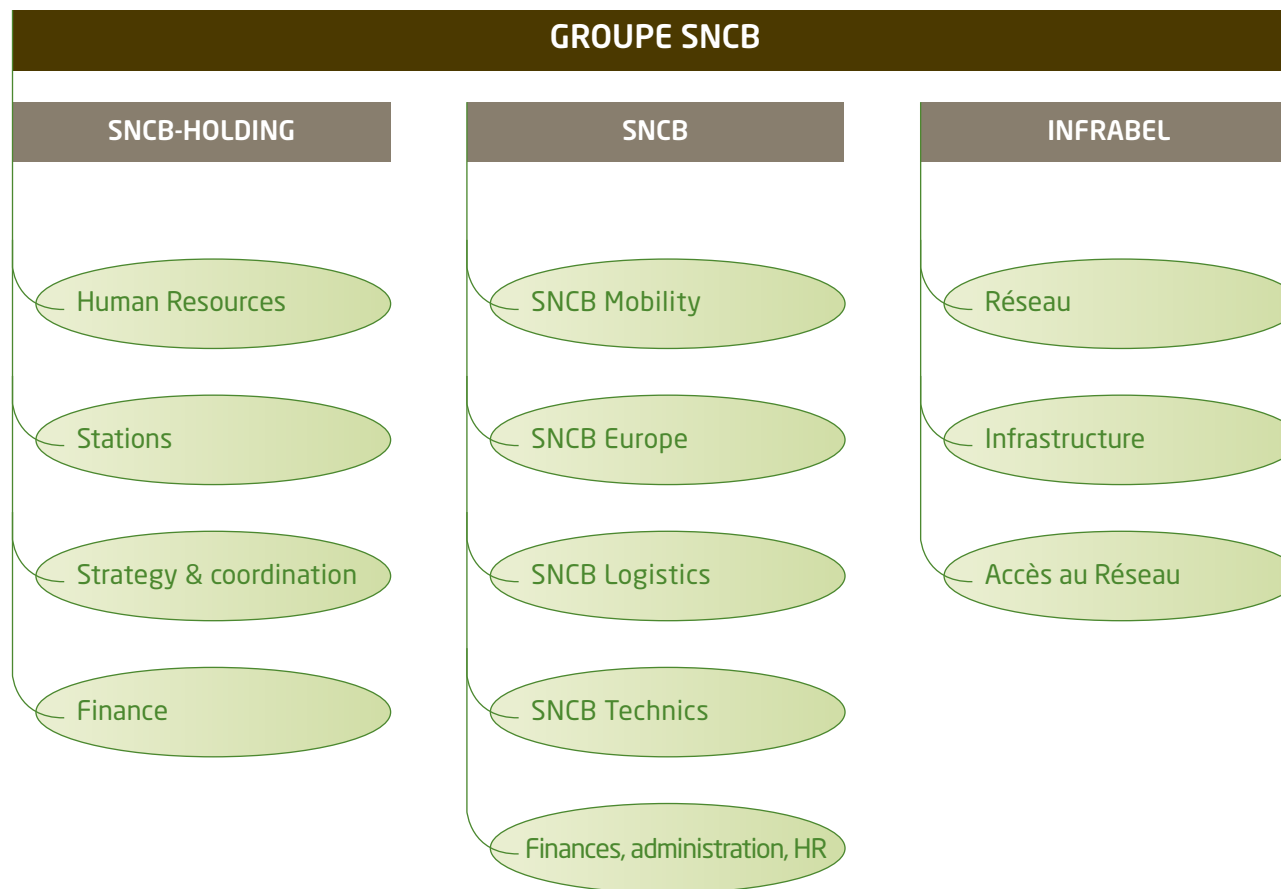 GROUPE SNCB
SNCB-HOLDING
Human Resources
Stations
Strategy & coordination
Finance
SNCB
SNCB Mobility
SNCB Europe
SNCB Logistics
SNCB Technics
Finances, administration, HR
INFRABEL
Réseau
Infrastructure
Accès au Réseau